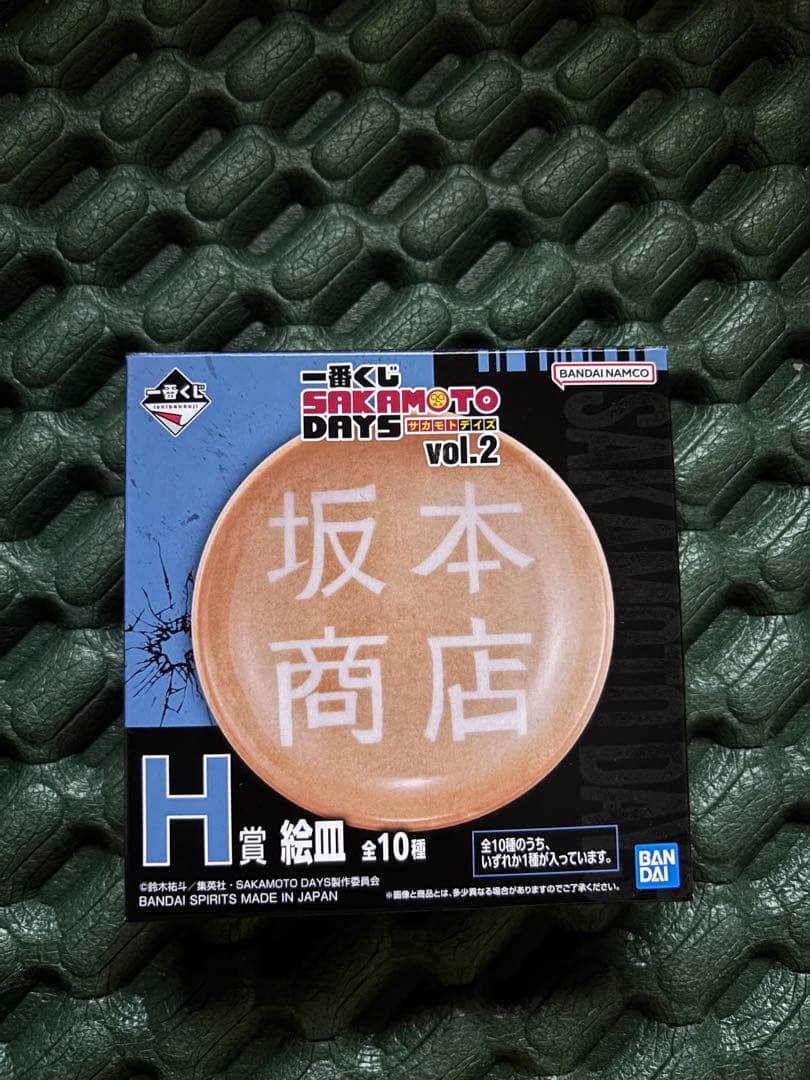 一番くじ
ichibankuji
一番くじ
SAKAMOTO
DAYS サカモトデイズ
vol.2
BANDAI NAMCO
SAKAMOTO DA
坂本
商店
H賞 絵皿 全10種
全10種のうち、
いずれか1種が入っています。
BAN
DAI
©鈴木祐斗／集英社・SAKAMOTO DAYS製作委員会
BANDAI SPIRITS MADE IN JAPAN
※画像と商品とは、多少異なる場合がありますのでご了承ください。